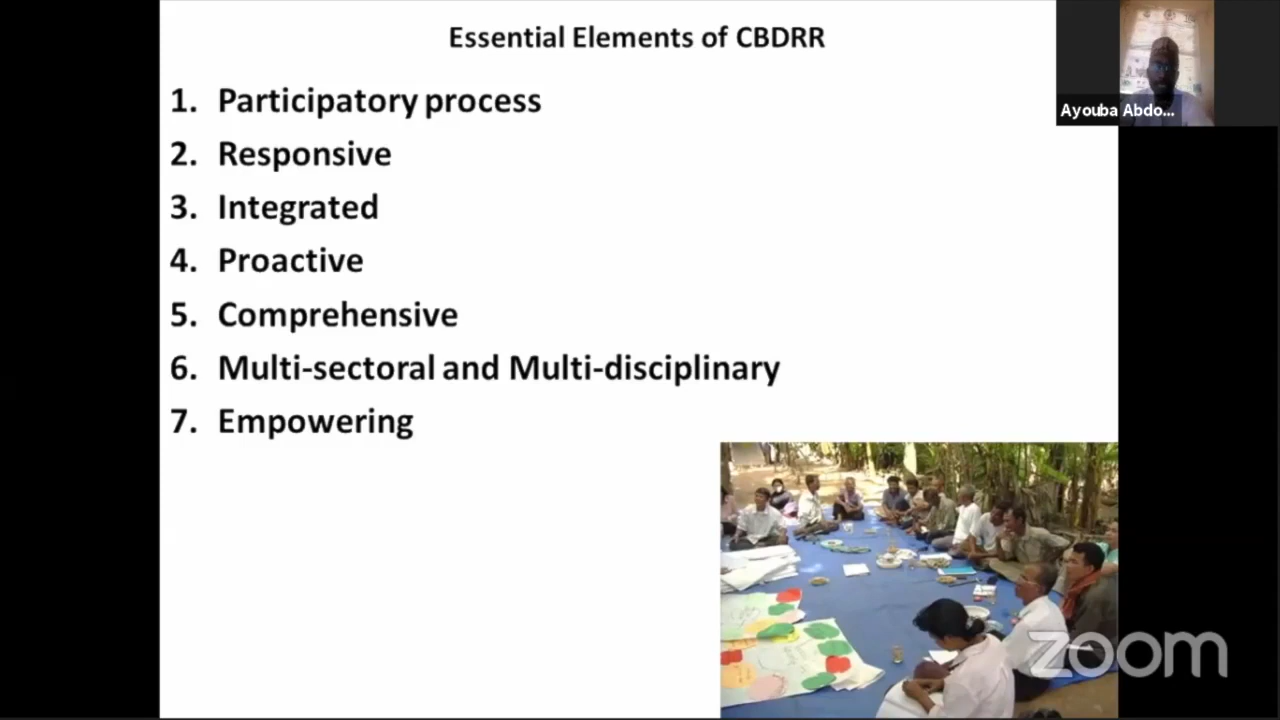 Essential Elements of CBDRR
1. Participatory process
2. Responsive
3. Integrated
4. Proactive
5. Comprehensive
6. Multi-sectoral and Multi-disciplinary
7. Empowering
Ayouba Abdo...
zoom